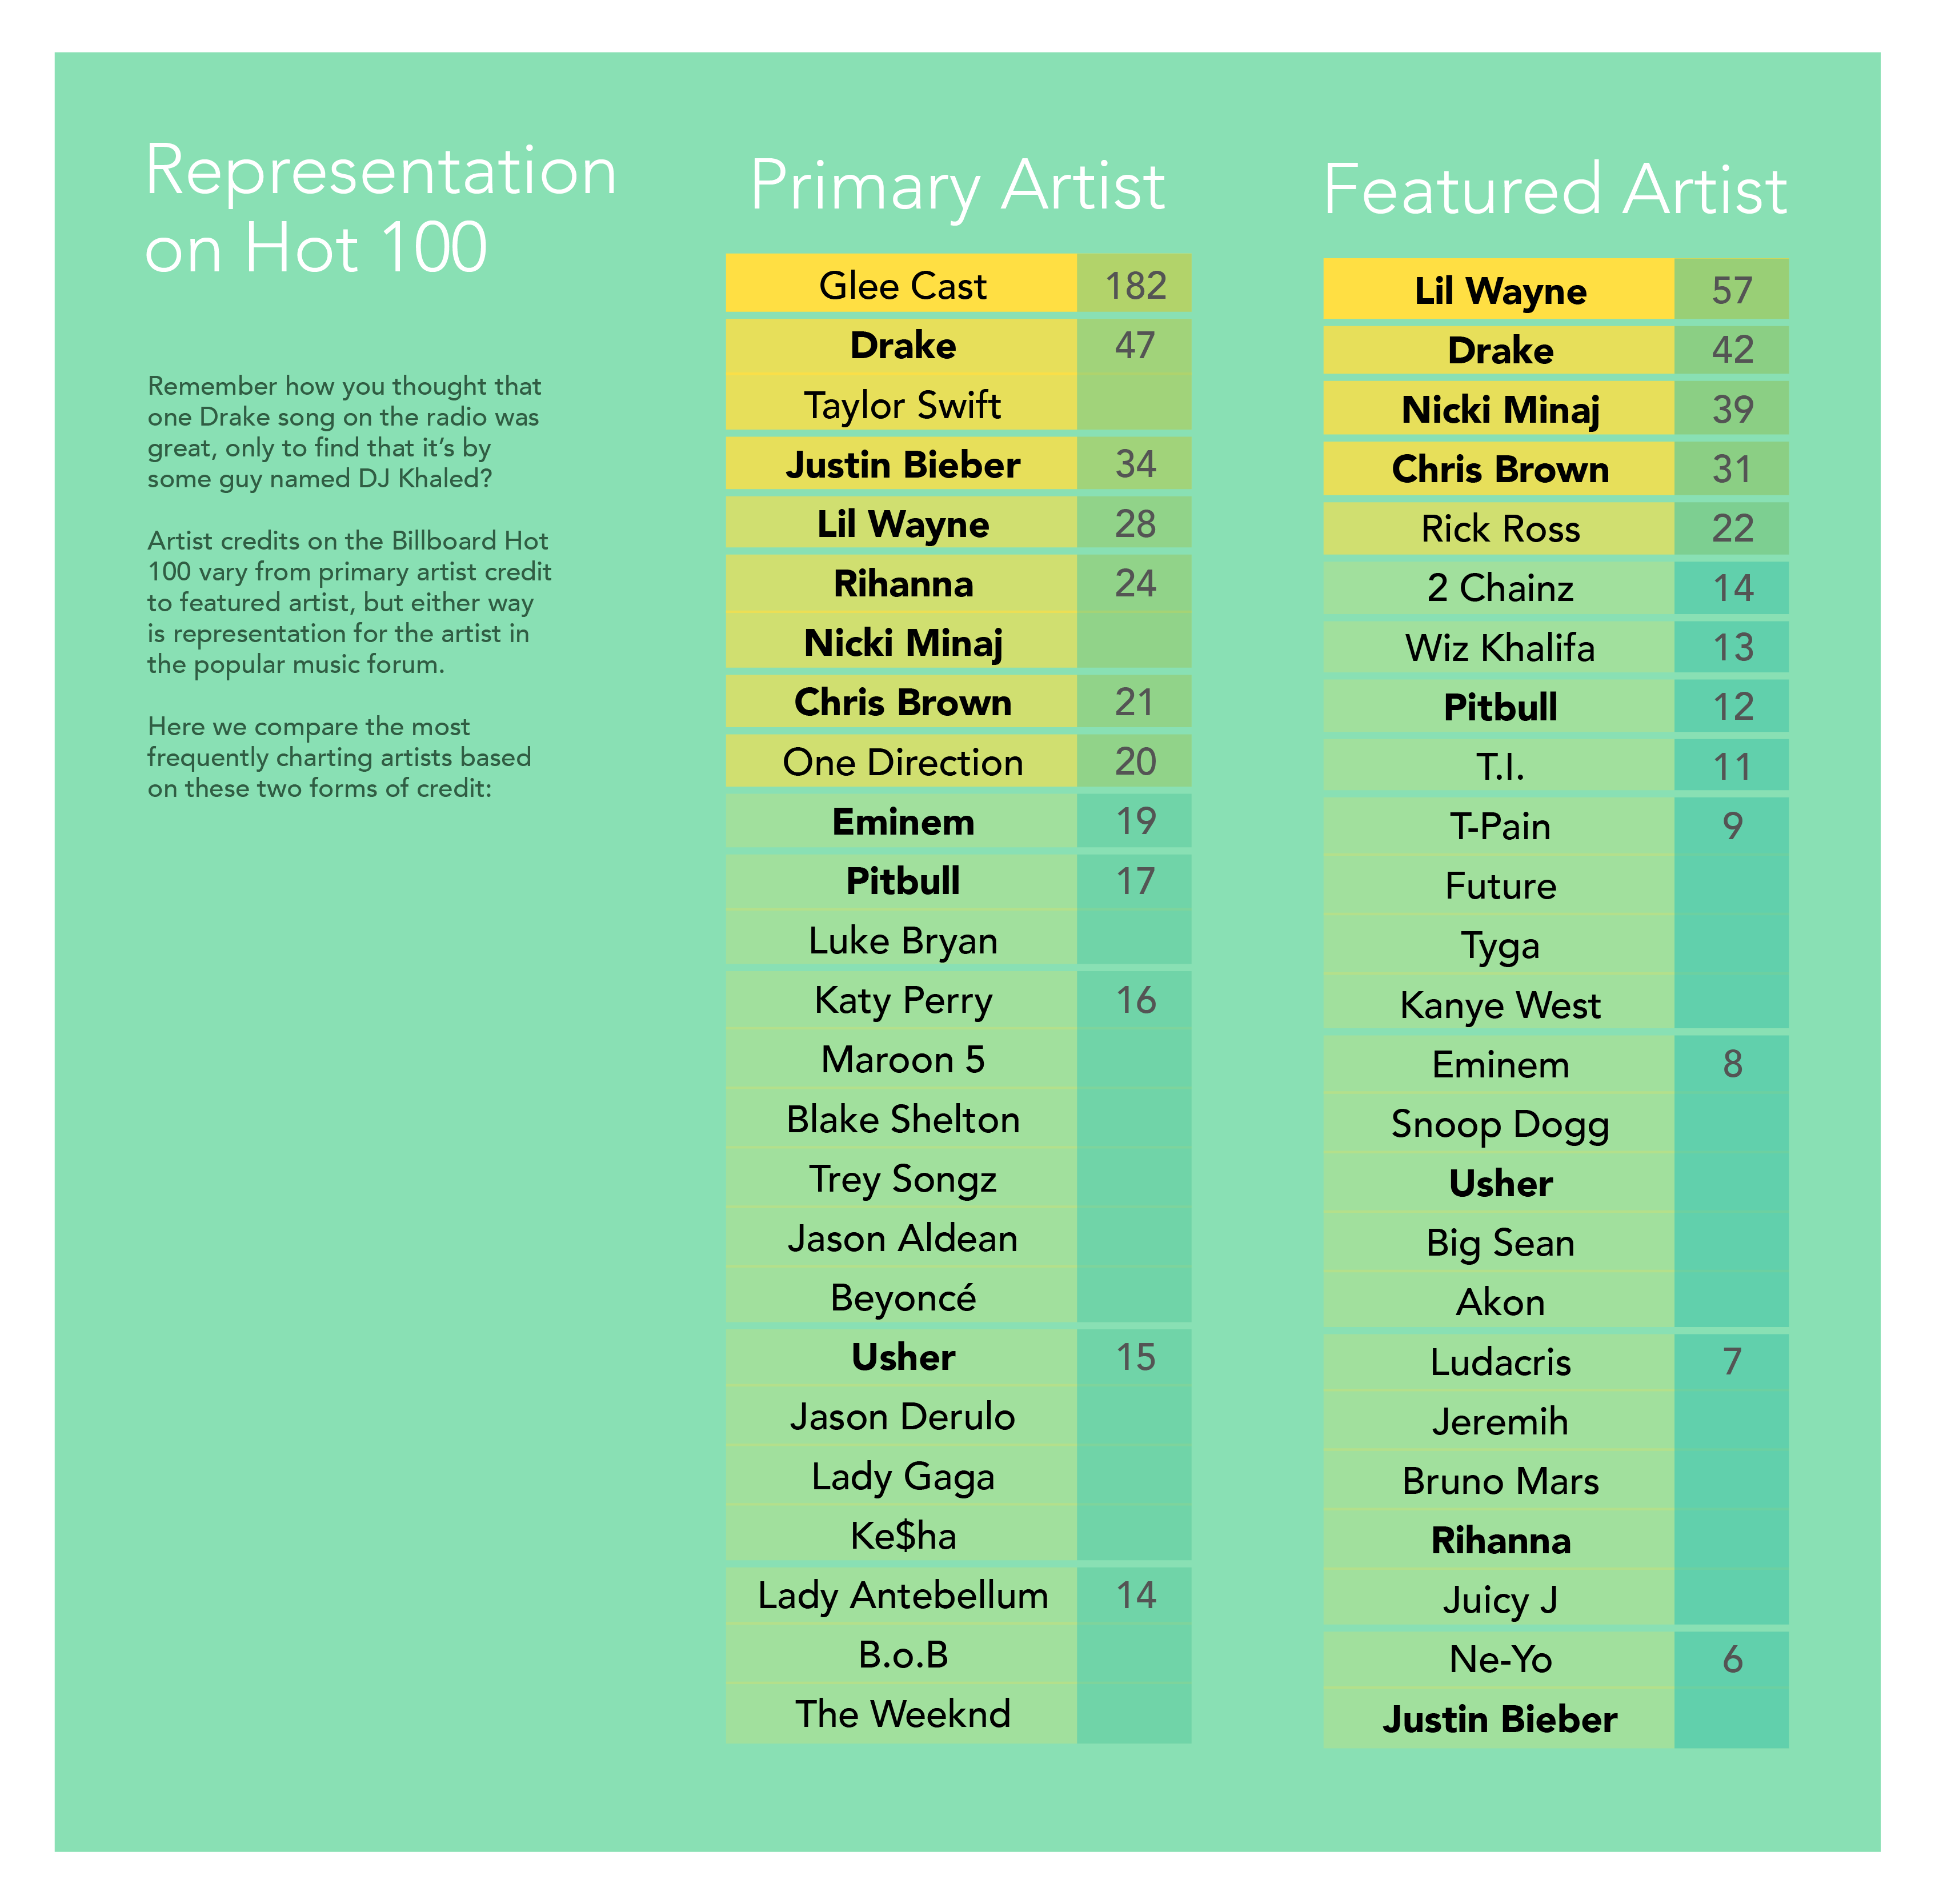 Representation
on Hot 100
Remember how you thought that
one Drake song on the radio was
great, only to find that it’s by
some guy named DJ Khaled?
Artist credits on the Billboard Hot
100 vary from primary artist credit
to featured artist, but either way
is representation for the artist in
the popular music forum.
Here we compare the most
frequently charting artists based
on these two forms of credit:
Primary Artist
Glee Cast 182
Drake 47
Taylor Swift
Justin Bieber 34
Lil Wayne 28
Rihanna 24
Nicki Minaj
Chris Brown 21
One Direction 20
Eminem 19
Pitbull 17
Luke Bryan
Katy Perry 16
Maroon 5
Blake Shelton
Trey Songz
Jason Aldean
Beyoncé
Usher 15
Jason Derulo
Lady Gaga
Ke$ha
Lady Antebellum 14
B.o.B
The Weeknd
Featured Artist
Lil Wayne 57
Drake 42
Nicki Minaj 39
Chris Brown 31
Rick Ross 22
2 Chainz 14
Wiz Khalifa 13
Pitbull 12
T.I. 11
T-Pain 9
Future
Tyga
Kanye West
Eminem 8
Snoop Dogg
Usher
Big Sean
Akon
Ludacris 7
Jeremih
Bruno Mars
Rihanna
Juicy J
Ne-Yo 6
Justin Bieber